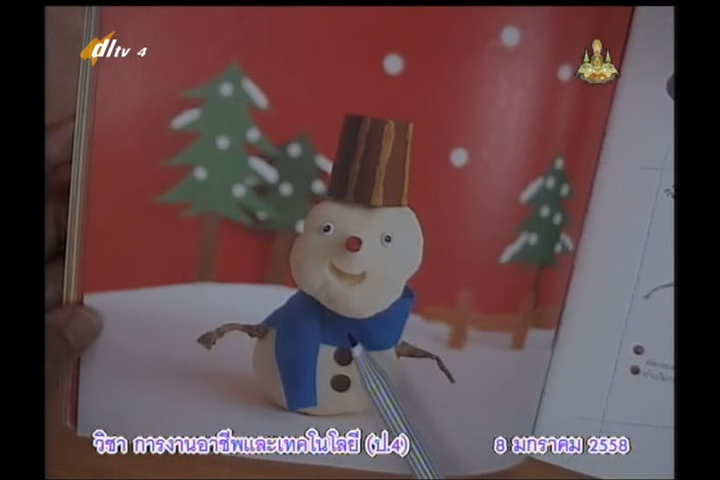 dltv 4
วิชา การงานอาชีพและเทคโนโลยี (ป.4)
8 มกราคม 2558